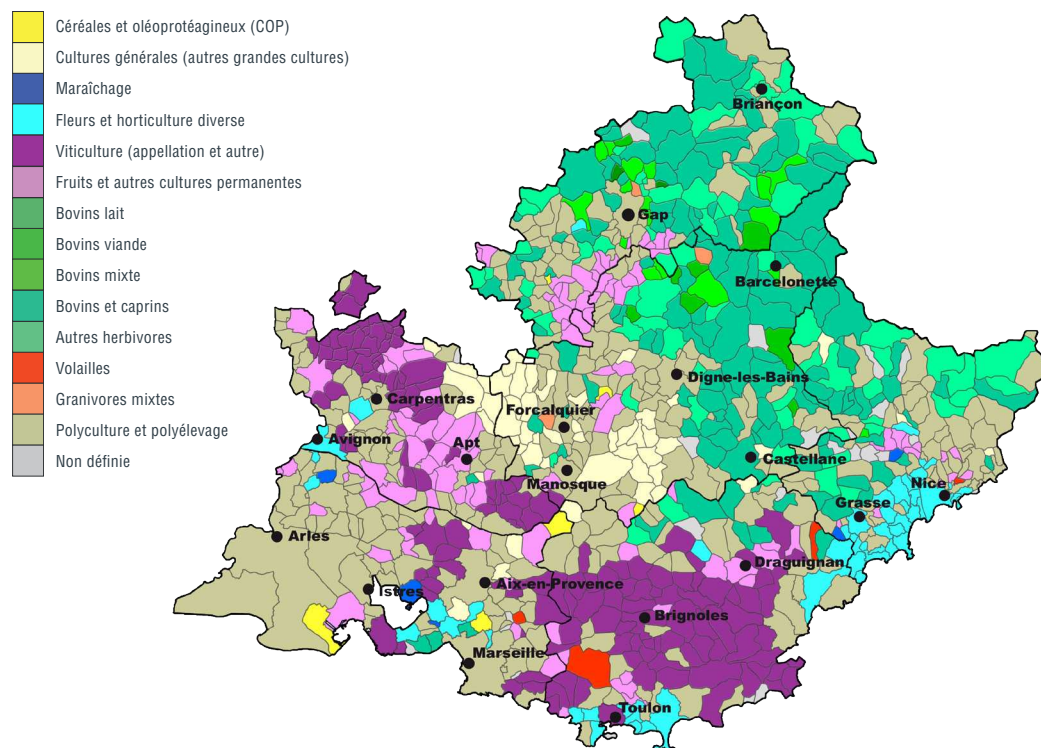 Céréales et oléoprotéagineux (COP)
Cultures générales (autres grandes cultures)
Maraîchage
Fleurs et horticulture diverse
Viticulture (appellation et autre)
Fruits et autres cultures permanentes
Bovins lait
Bovins viande
Bovins mixte
Bovins et caprins
Autres herbivores
Volailles
Granivores mixtes
Polyculture et polyélevage
Non définie
Briançon
Gap
Barcelonette
Digne-les-Bains
Carpentras
Forcalquier
Avignon
Apt
Castellane
Manosque
Nice
Grasse
Arles
Draguignan
Istres
Aix-en-Provence
Brignoles
Marseille
Toulon